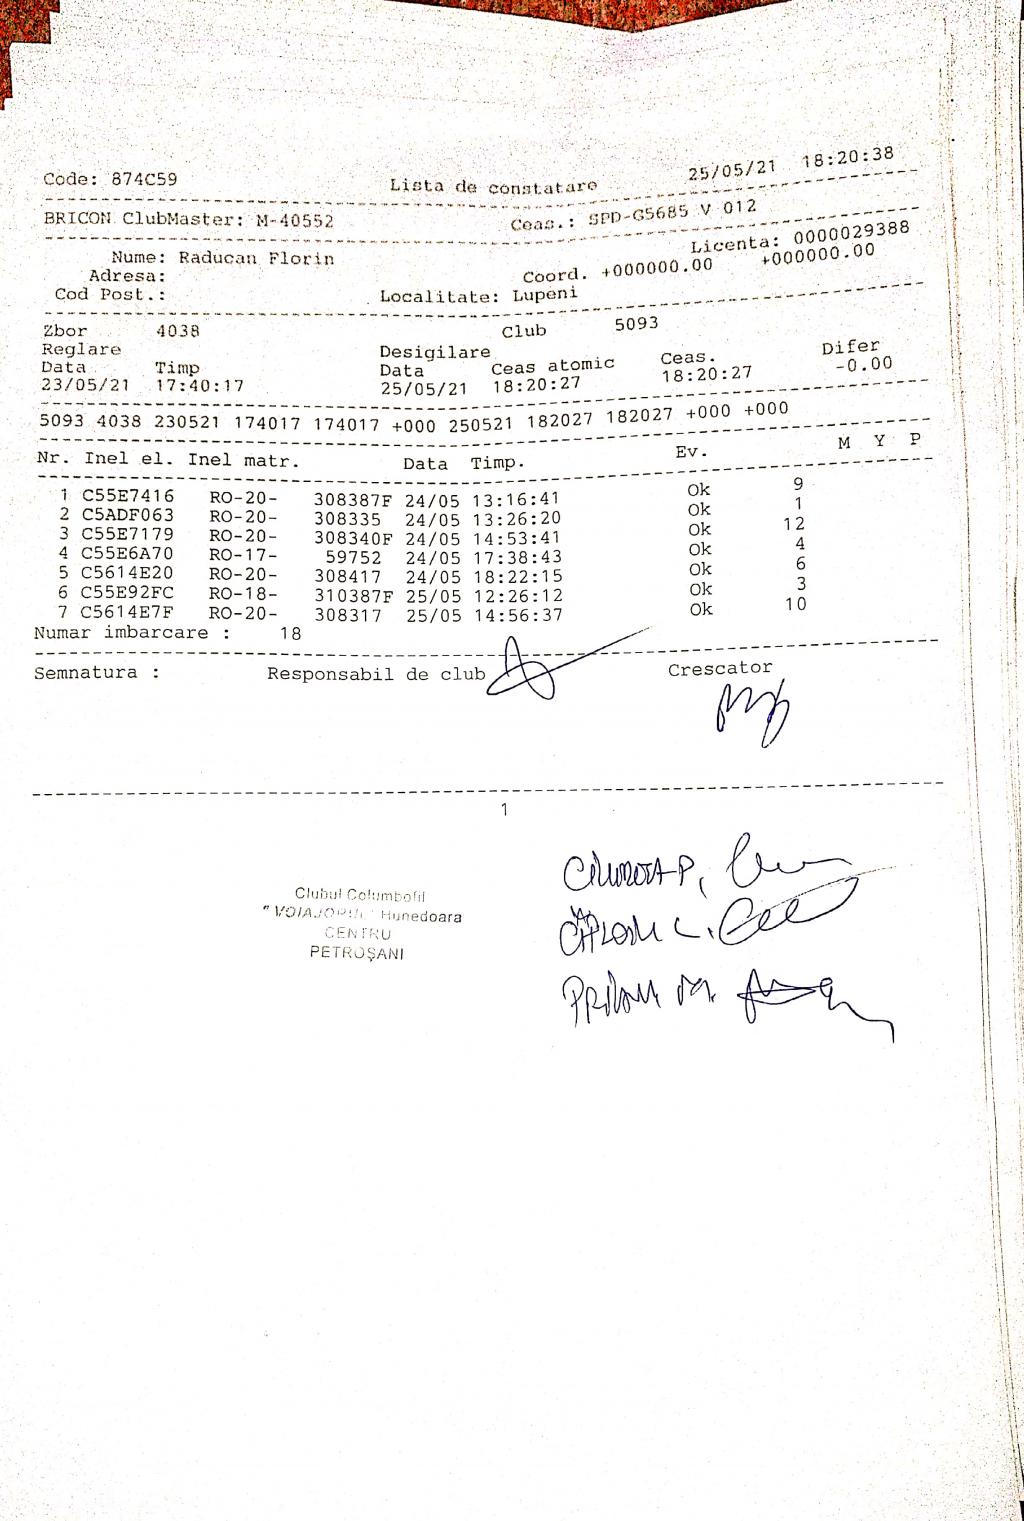 Code: 874C59 Lista de constatare 25/05/21 18:20:38
BRICON ClubMaster: M-40552 Ceas.: SPD-G5685 V 012
Licenta: 0000029388
Nume: Raducan Florin
Adresa: Coord. +000000.00 +000000.00
Cod Post.: Localitate: Lupeni
Zbor 4038 Club 5093
Reglare Desigilare
Data Timp Data Ceas atomic Ceas. Difer
23/05/21 17:40:17 25/05/21 18:20:27 18:20:27 -0.00
5093 4038 230521 174017 174017 +000 250521 182027 182027 +000 +000
Nr. Inel el. Inel matr. Data Timp. Ev. M Y P
1 C55E7416 RO-20- 308387F 24/05 13:16:41 Ok 9
2 C5ADF063 RO-20- 308335 24/05 13:26:20 Ok 1
3 C55E7179 RO-20- 308340F 24/05 14:53:41 Ok 12
4 C55E6A70 RO-17- 59752 24/05 17:38:43 Ok 4
5 C5614E20 RO-20- 308417 24/05 18:22:15 Ok 6
6 C55E92FC RO-18- 310387F 25/05 12:26:12 Ok 3
7 C5614E7F RO-20- 308317 25/05 14:56:37 Ok 10
Numar imbarcare : 18
Semnatura : Responsabil de club Crescator
1
Clubul Columbofil
"VOIAJORUL" Hunedoara
CENTRU
PETROŞANI